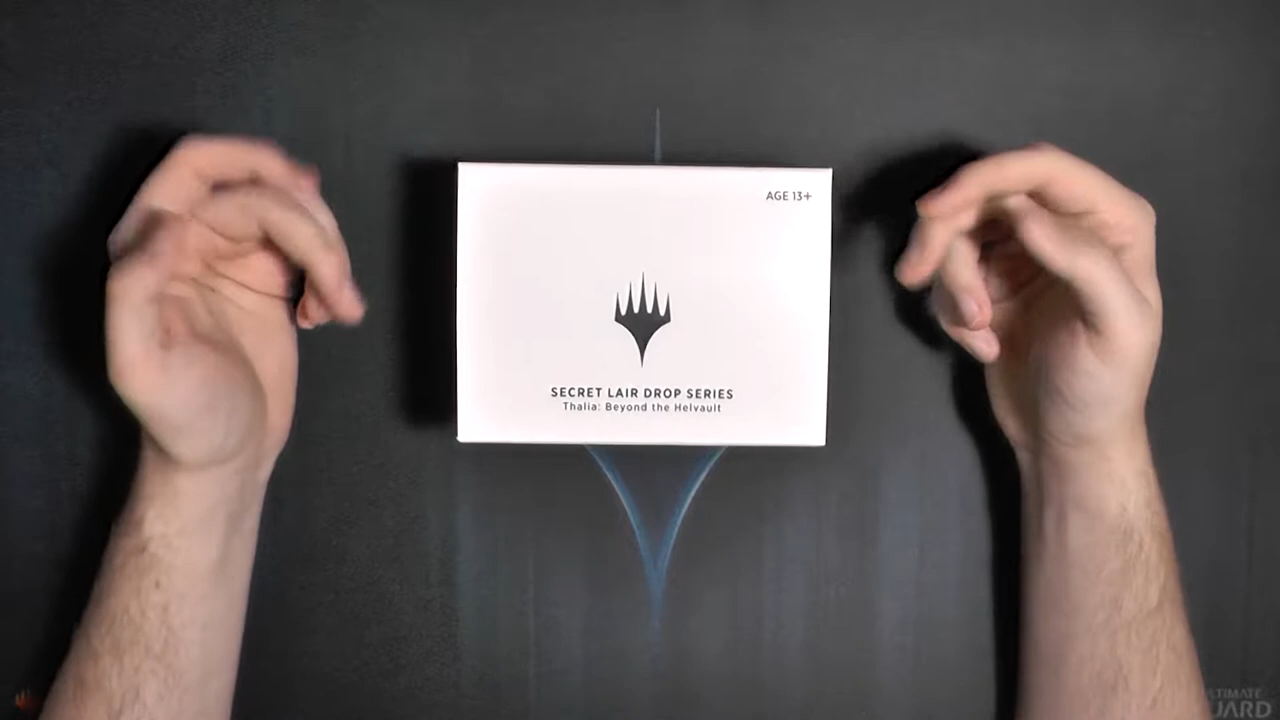 AGE 13+
SECRET LAIR DROP SERIES
Thalia: Beyond the Helvault